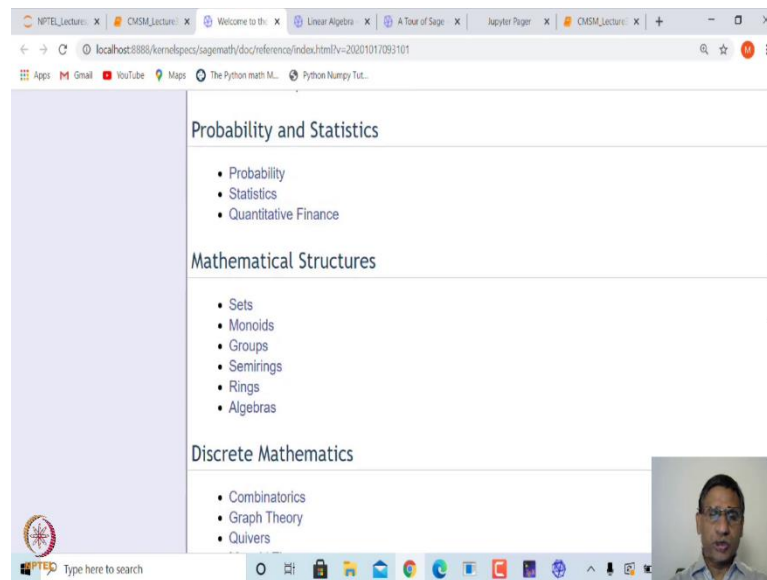 NPTEL_Lectures
CMSM_Lecture
Welcome to the
Linear Algebra
A Tour of Sage
Jupyter Pager
CMSM_Lecture
localhost:8888/kernelspecs/sagemath/doc/reference/index.html?v=20201017093101
M
Apps
Gmail
YouTube
Maps
The Python math M...
Python Numpy Tut...
Probability and Statistics
• Probability
• Statistics
• Quantitative Finance
Mathematical Structures
• Sets
• Monoids
• Groups
• Semirings
• Rings
• Algebras
Discrete Mathematics
• Combinatorics
• Graph Theory
• Quivers
NPTEL
Type here to search